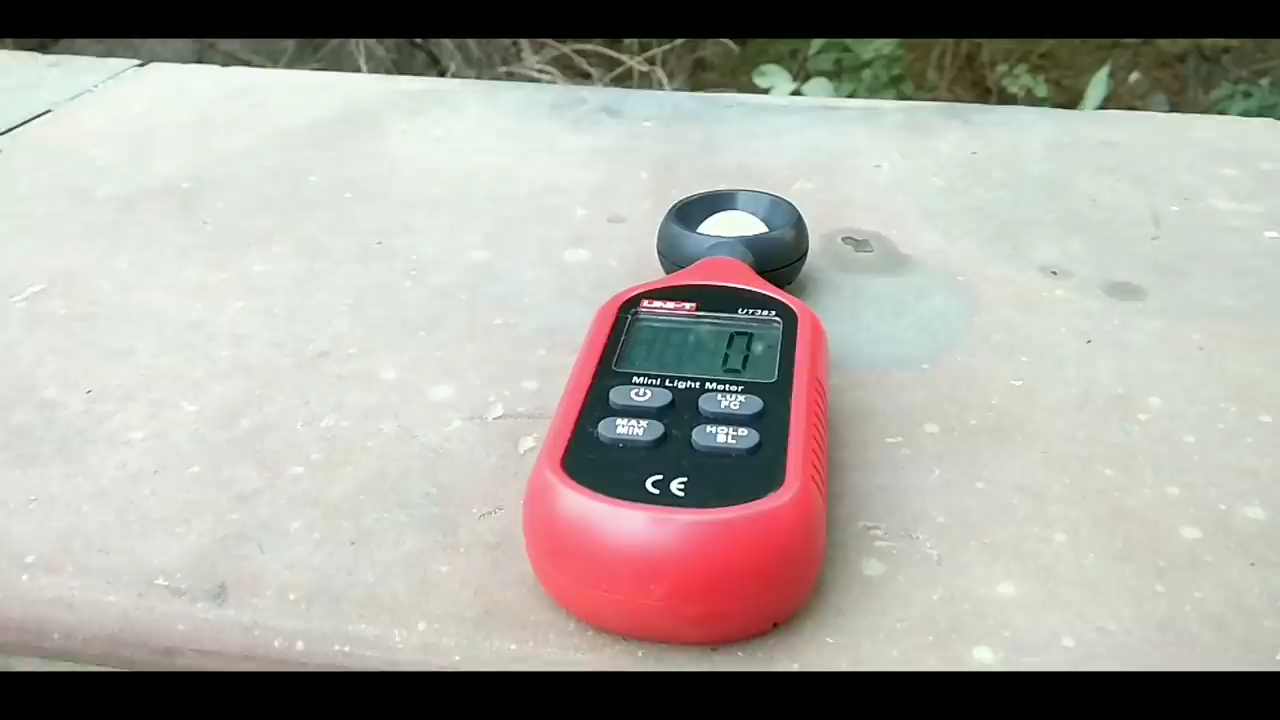 UNI-T
UT383
0
Mini Light Meter
LUX
FC
MAX
MIN
HOLD
BL
CE